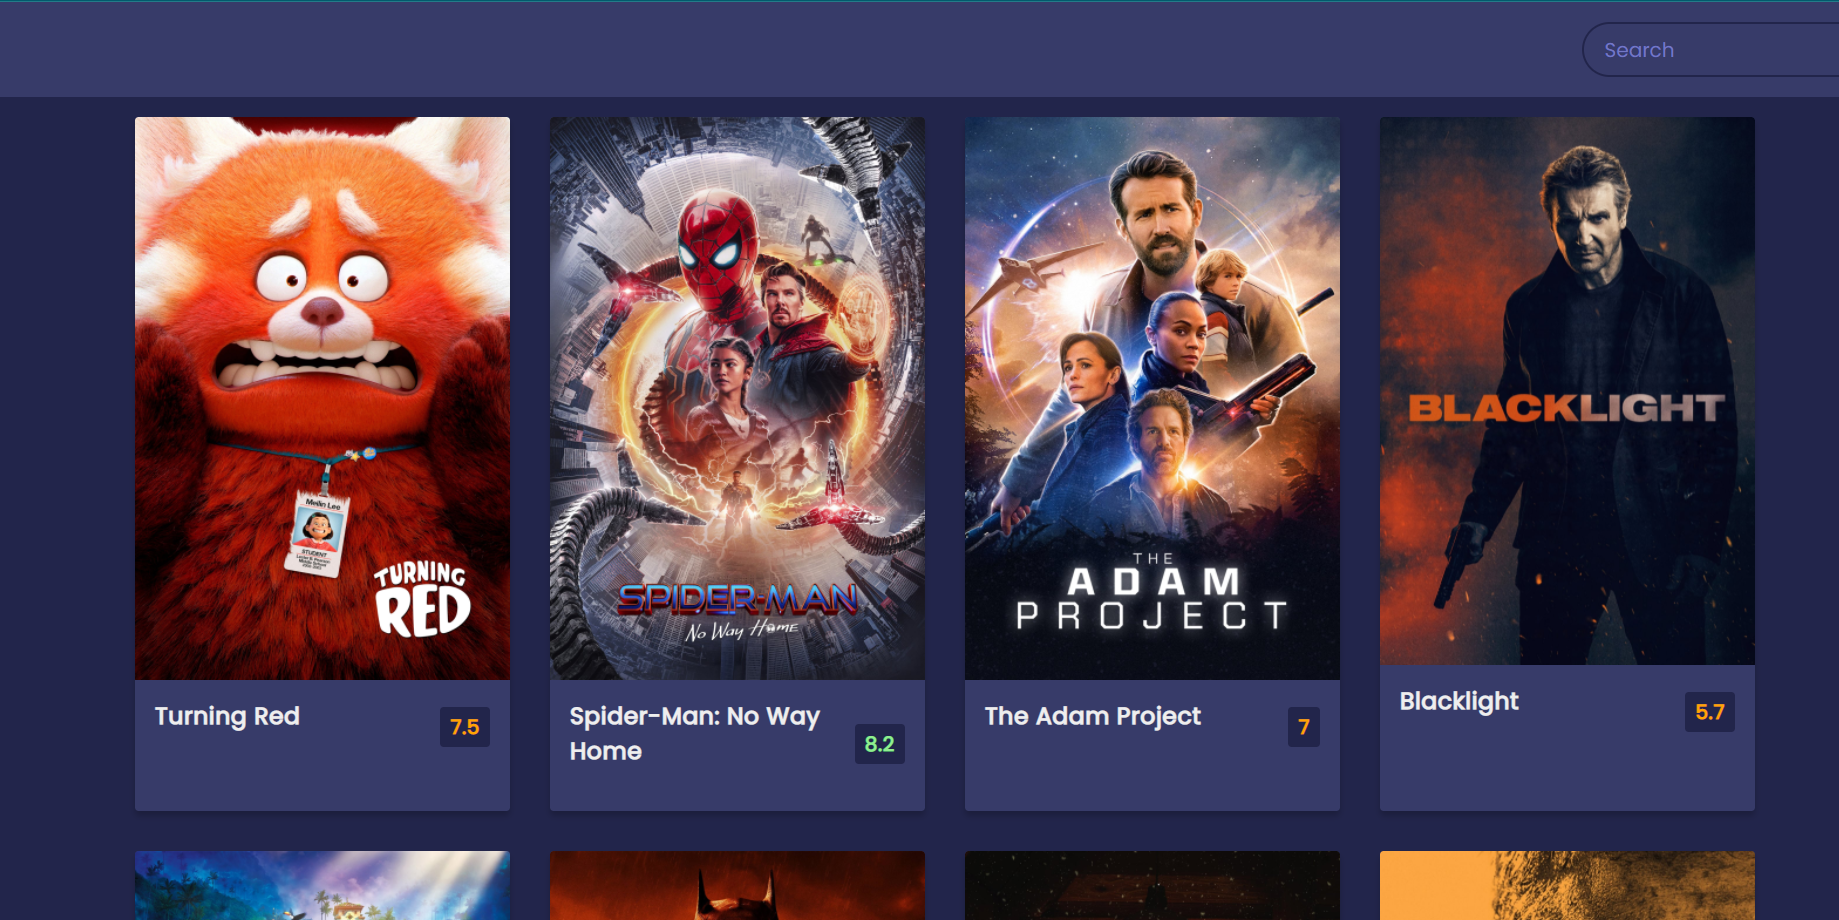 Search
Meilin Lee
STUDENT
TURNING
RED
SPIDER-MAN
No Way Home
THE
ADAM
PROJECT
BLACKLIGHT
Turning Red
7.5
Spider-Man: No Way
Home
8.2
The Adam Project
7
Blacklight
5.7